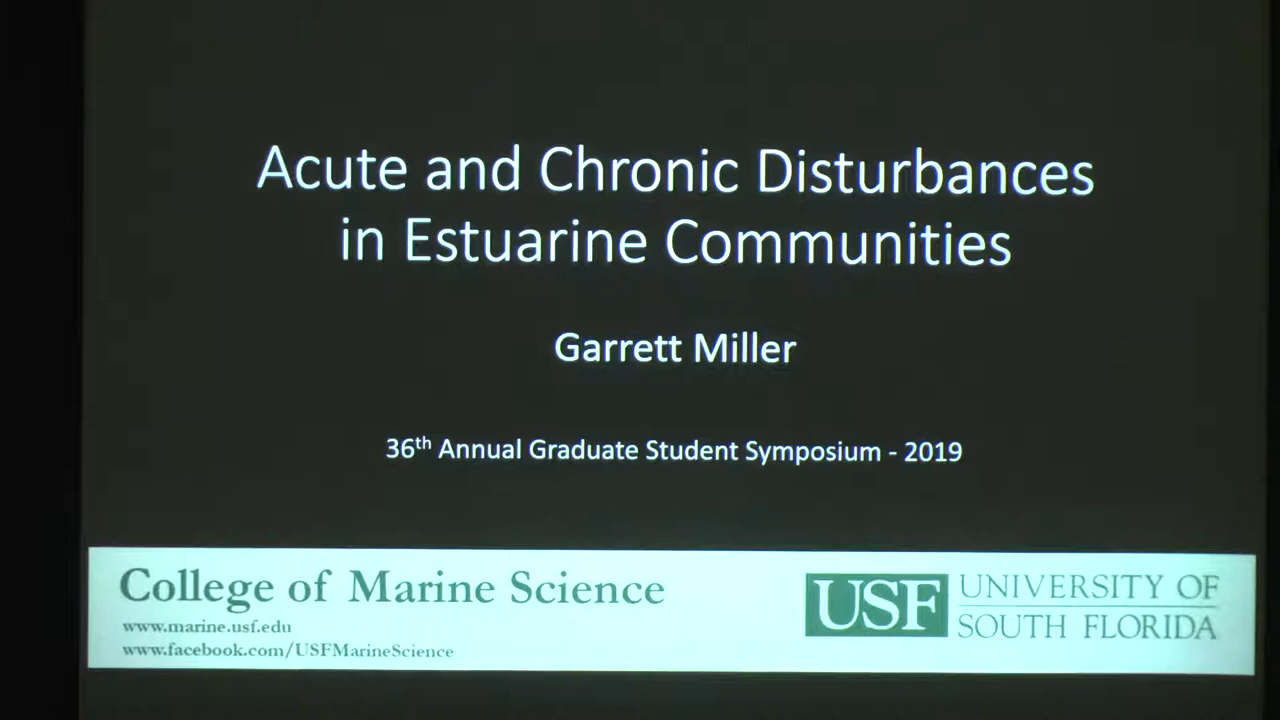 Acute and Chronic Disturbances
in Estuarine Communities
Garrett Miller
36th Annual Graduate Student Symposium - 2019
College of Marine Science
www.marine.usf.edu
www.facebook.com/USFMarineScience
USF
UNIVERSITY OF
SOUTH FLORIDA